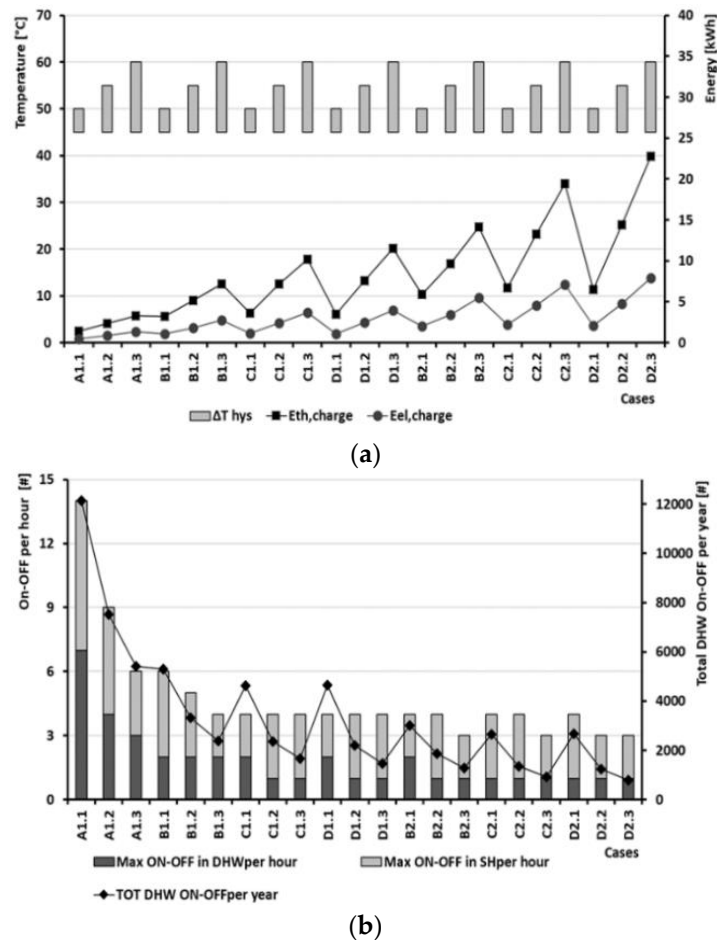 Temperature [°C]
Energy [kWh]
70
60
50
40
30
20
10
0
40
35
30
25
20
15
10
5
0
A1.1 A1.2 A1.3 B1.1 B1.2 B1.3 C1.1 C1.2 C1.3 D1.1 D1.2 D1.3 B2.1 B2.2 B2.3 C2.1 C2.2 C2.3 D2.1 D2.2 D2.3
Cases
ΔT hys Eth,charge Eel,charge
(a)
On-OFF per hour [#]
Total DHW On-OFF per year [#]
15
12
9
6
3
0
12000
10000
8000
6000
4000
2000
0
A1.1 A1.2 A1.3 B1.1 B1.2 B1.3 C1.1 C1.2 C1.3 D1.1 D1.2 D1.3 B2.1 B2.2 B2.3 C2.1 C2.2 C2.3 D2.1 D2.2 D2.3
Cases
Max ON-OFF in DHWper hour Max ON-OFF in SHper hour
TOT DHW ON-OFFper year
(b)